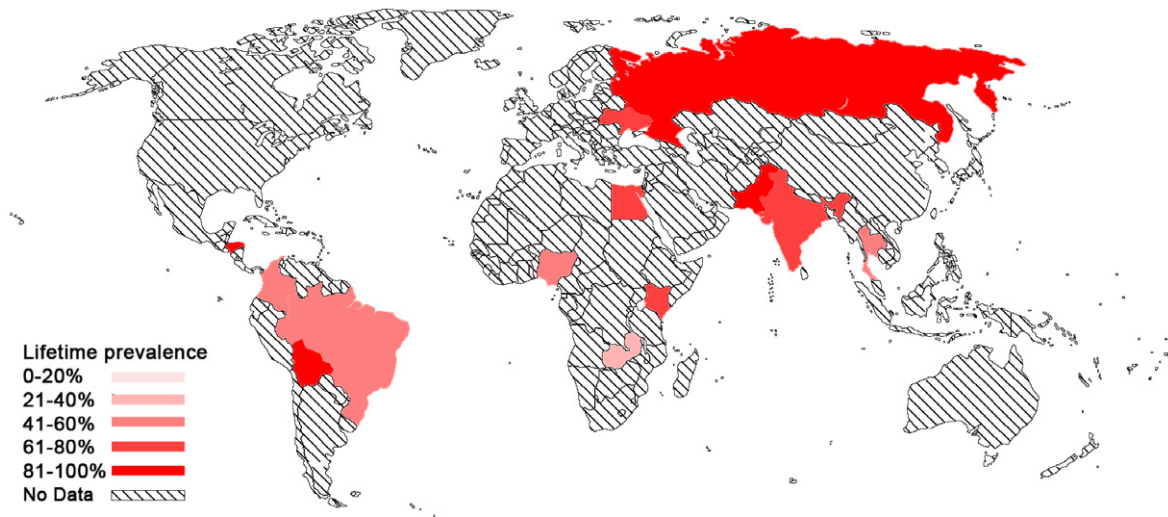 Lifetime prevalence
0-20%
21-40%
41-60%
61-80%
81-100%
No Data